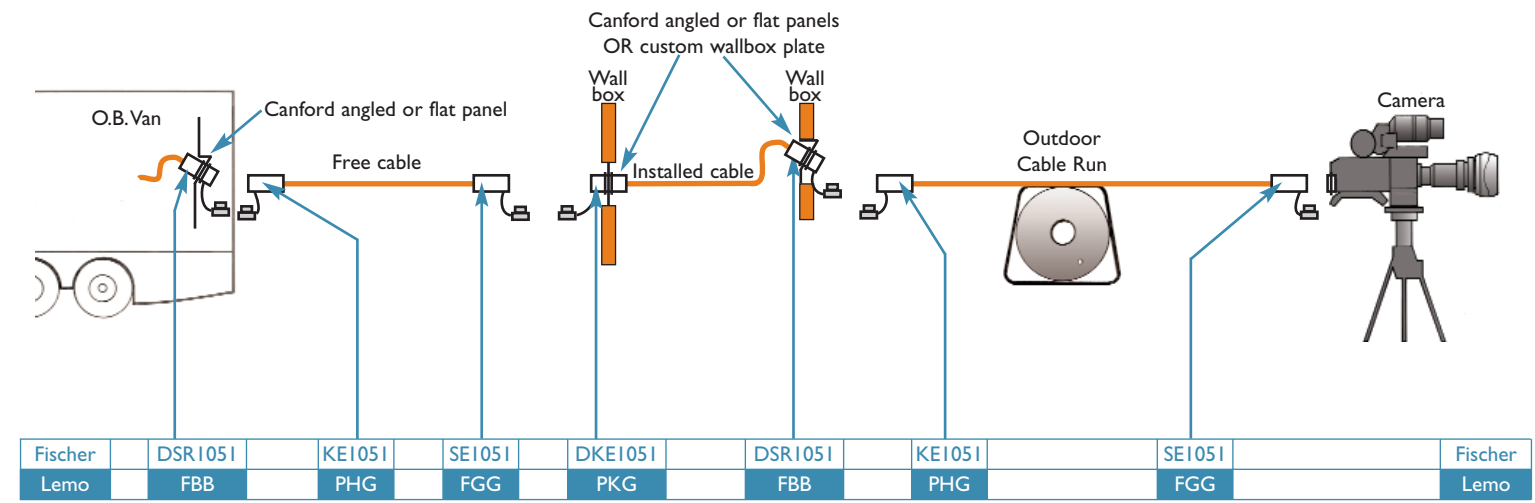 Canford angled or flat panels
OR custom wallbox plate
Wall
box
Wall
box
Camera
O.B. Van
Canford angled or flat panel
Outdoor
Cable Run
Free cable
Installed cable
Fischer DSR1051 KE1051 SE1051 DKE1051 DSR1051 KE1051 SE1051 Fischer
Lemo FBB PHG FGG PKG FBB PHG FGG Lemo